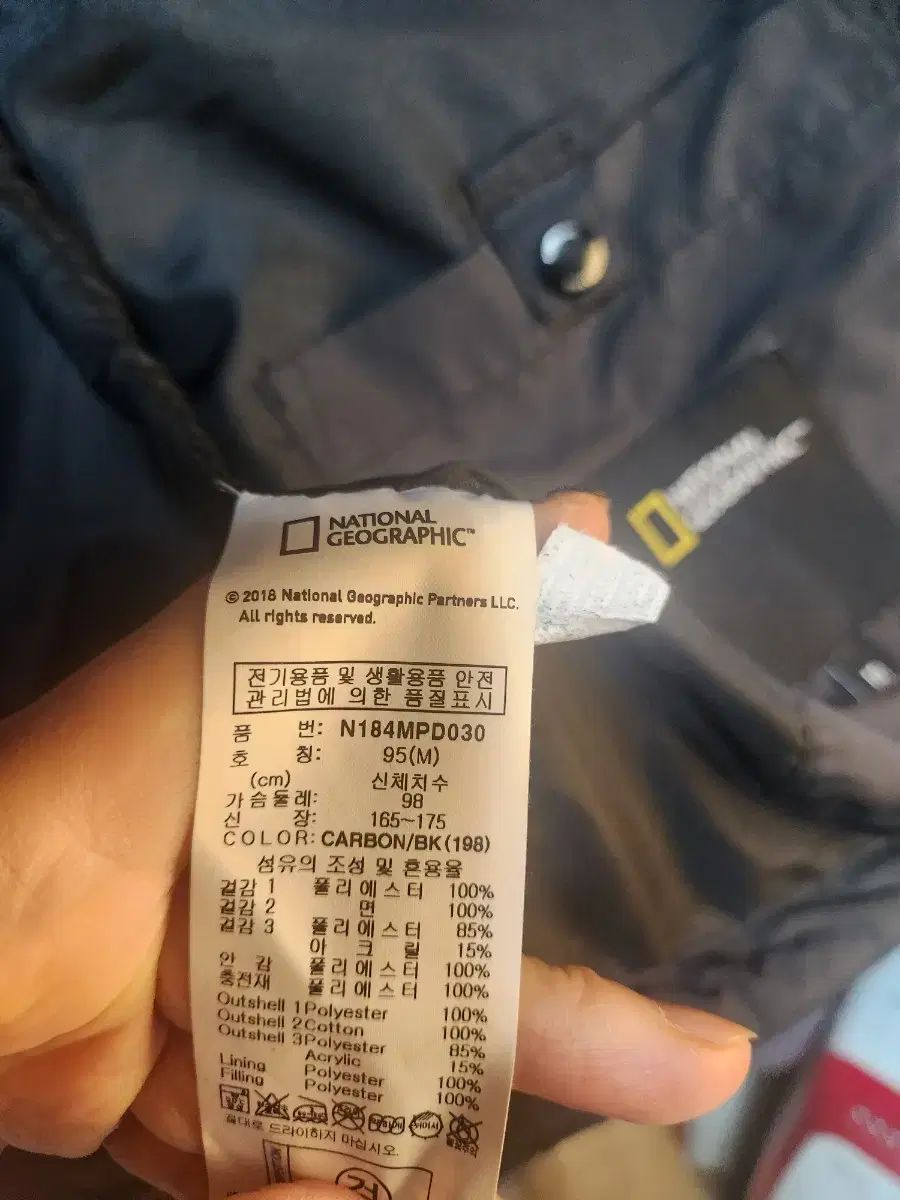 NATIONAL
GEOGRAPHIC™
© 2018 National Geographic Partners LLC.
All rights reserved.
전기용품 및 생활용품 안전
관리법에 의한 품질표시
품 번: N184MPD030
호 칭: 95(M)
(cm) 신체치수
가슴둘레: 98
신 장: 165~175
COLOR: CARBON/BK(198)
섬유의 조성 및 혼용율
겉감 1 폴리에스터 100%
겉감 2 면 100%
겉감 3 폴리에스터 85%
아크릴 15%
안 감 폴리에스터 100%
충전재 폴리에스터 100%
Outshell 1 Polyester 100%
Outshell 2 Cotton 100%
Outshell 3 Polyester 85%
Acrylic 15%
Lining Polyester 100%
Filling Polyester 100%
절대로 드라이하지 마십시오.
NATIONAL
GEOGRAPHIC